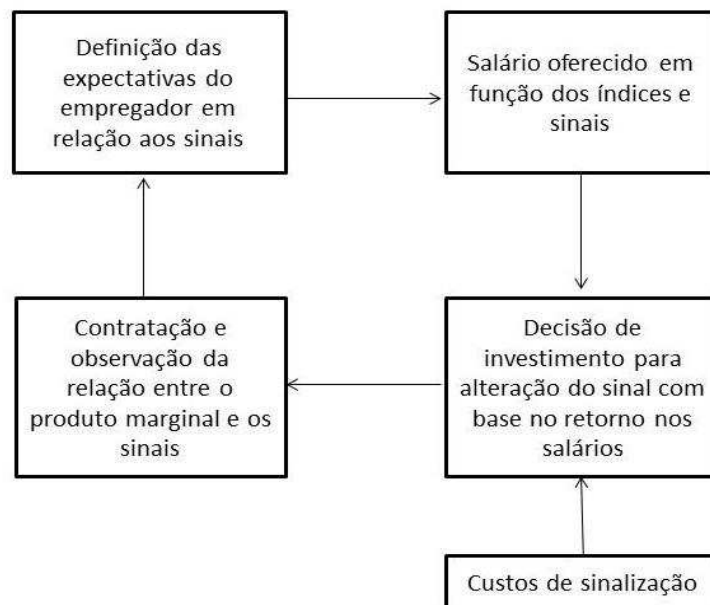 Definição das
expectativas do
empregador em
relação aos sinais
Salário oferecido em
função dos índices e
sinais
Contratação e
observação da
relação entre o
produto marginal e os
sinais
Decisão de
investimento para
alteração do sinal com
base no retorno nos
salários
Custos de sinalização